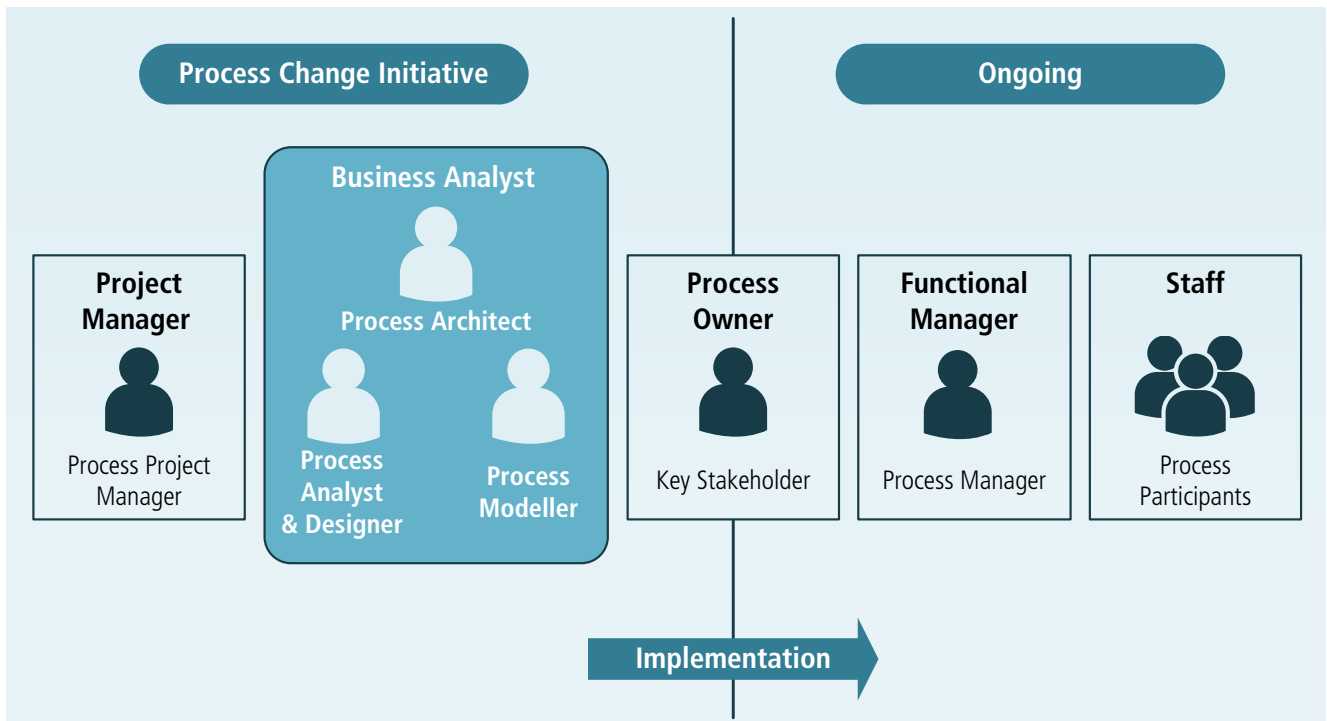 Process Change Initiative
Ongoing
Project
Manager
Process Project
Manager
Business Analyst
Process Architect
Process
Analyst
& Designer
Process
Modeller
Process
Owner
Key Stakeholder
Functional
Manager
Process Manager
Staff
Process
Participants
Implementation